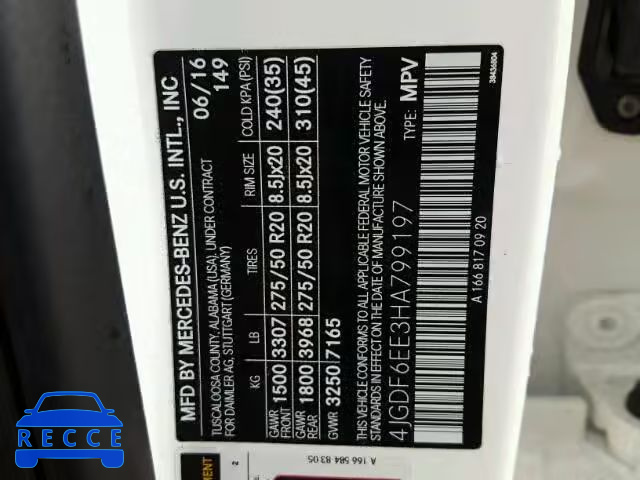 MFD BY MERCEDES-BENZ U.S. INTL., INC
TUSCALOOSA COUNTY, ALABAMA (USA), UNDER CONTRACT
FOR DAIMLER AG, STUTTGART (GERMANY)
06/16
149
KG LB TIRES RIM SIZE COLD KPA (PSI)
GAWR FRONT 1500 3307 275/50 R20 8.5Jx20 240(35)
GAWR REAR 1800 3968 275/50 R20 8.5Jx20 310(45)
GVWR 3250 7165
THIS VEHICLE CONFORMS TO ALL APPLICABLE FEDERAL MOTOR VEHICLE SAFETY
STANDARDS IN EFFECT ON THE DATE OF MANUFACTURE SHOWN ABOVE.
4JGDF6EE3HA799197
TYPE: MPV
A 166 817 09 20
38436804
A 166 584 83 05
2
RECCE